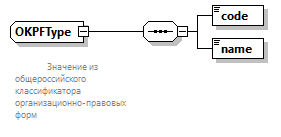 OKPFType
code
name
Значение из
общероссийского
классификатора
организационно-правовых
форм